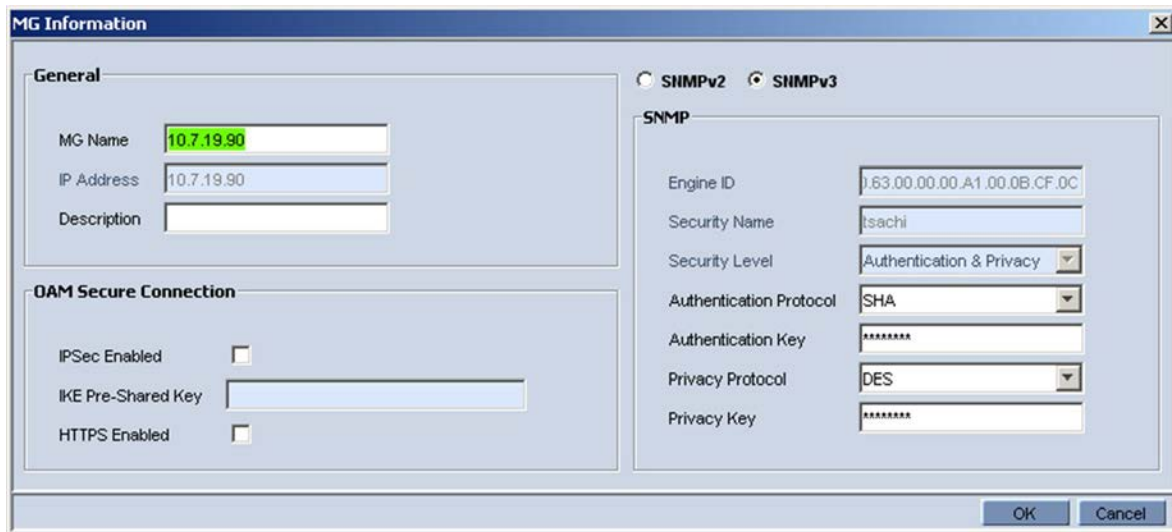 MG Information
General
MG Name 10.7.19.90
IP Address 10.7.19.90
Description
OAM Secure Connection
IPSec Enabled
IKE Pre-Shared Key
HTTPS Enabled
SNMPv2 SNMPv3
SNMP
Engine ID 0.63.00.00.00.A1.00.0B.CF.0C
Security Name tsachi
Security Level Authentication & Privacy
Authentication Protocol SHA
Authentication Key ********
Privacy Protocol DES
Privacy Key ********
OK Cancel